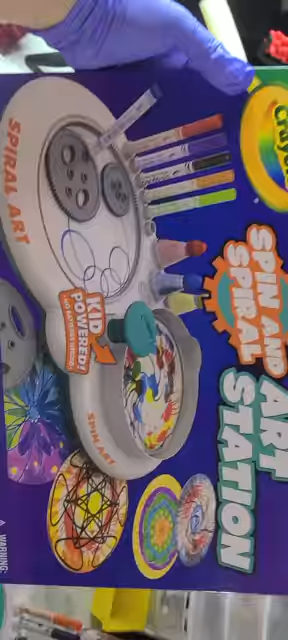 Crayola
SPIN AND
SPIRAL
ART
STATION
SPIRAL ART
KID
POWERED!
SPIN ART
WARNING: